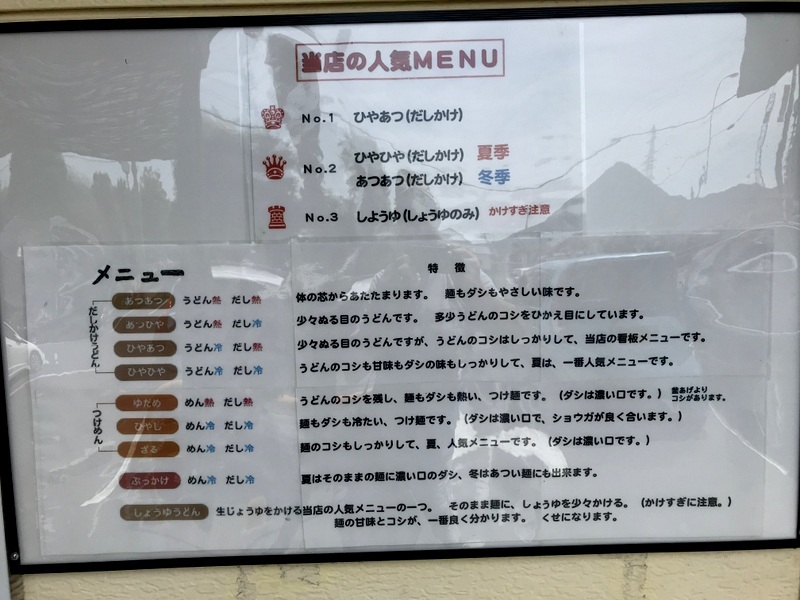 当店の人気MENU
No.1 ひやあつ(だしかけ)
No.2 ひやひや(だしかけ) 夏季
あつあつ(だしかけ) 冬季
No.3 しようゆ(しょうゆのみ) かけすぎ注意
メニュー
特徴
だしかけうどん
あつあつ うどん熱 だし熱 体の芯からあたたまります。 麺もダシもやさしい味です。
あつひや うどん熱 だし冷 少々ぬる目のうどんです。 多少うどんのコシをひかえ目にしています。
ひやあつ うどん冷 だし熱 少々ぬる目のうどんですが、うどんのコシはしっかりして、当店の看板メニューです。
ひやひや うどん冷 だし冷 うどんのコシも甘味もダシの味もしっかりして、夏は、一番人気メニューです。
つけめん
ゆだめ めん熱 だし熱 うどんのコシを残し、麺もダシも熱い、つけ麺です。(ダシは濃い口です。) 釜あげより
コシがあります。
ひやし めん冷 だし冷 麺もダシも冷たい、つけ麺です。(ダシは濃い口で、ショウガが良く合います。)
ざる めん冷 だし冷 麺のコシもしっかりして、夏、人気メニューです。(ダシは濃い口です。)
ぶっかけ めん冷 だし冷 夏はそのままの麺に濃い口のダシ、冬はあつい麺にも出来ます。
しょうゆうどん 生じょうゆをかける当店の人気メニューの一つ。 そのまま麺に、しょうゆを少々かける。(かけすぎに注意。)
麺の甘味とコシが、一番良く分かります。 くせになります。